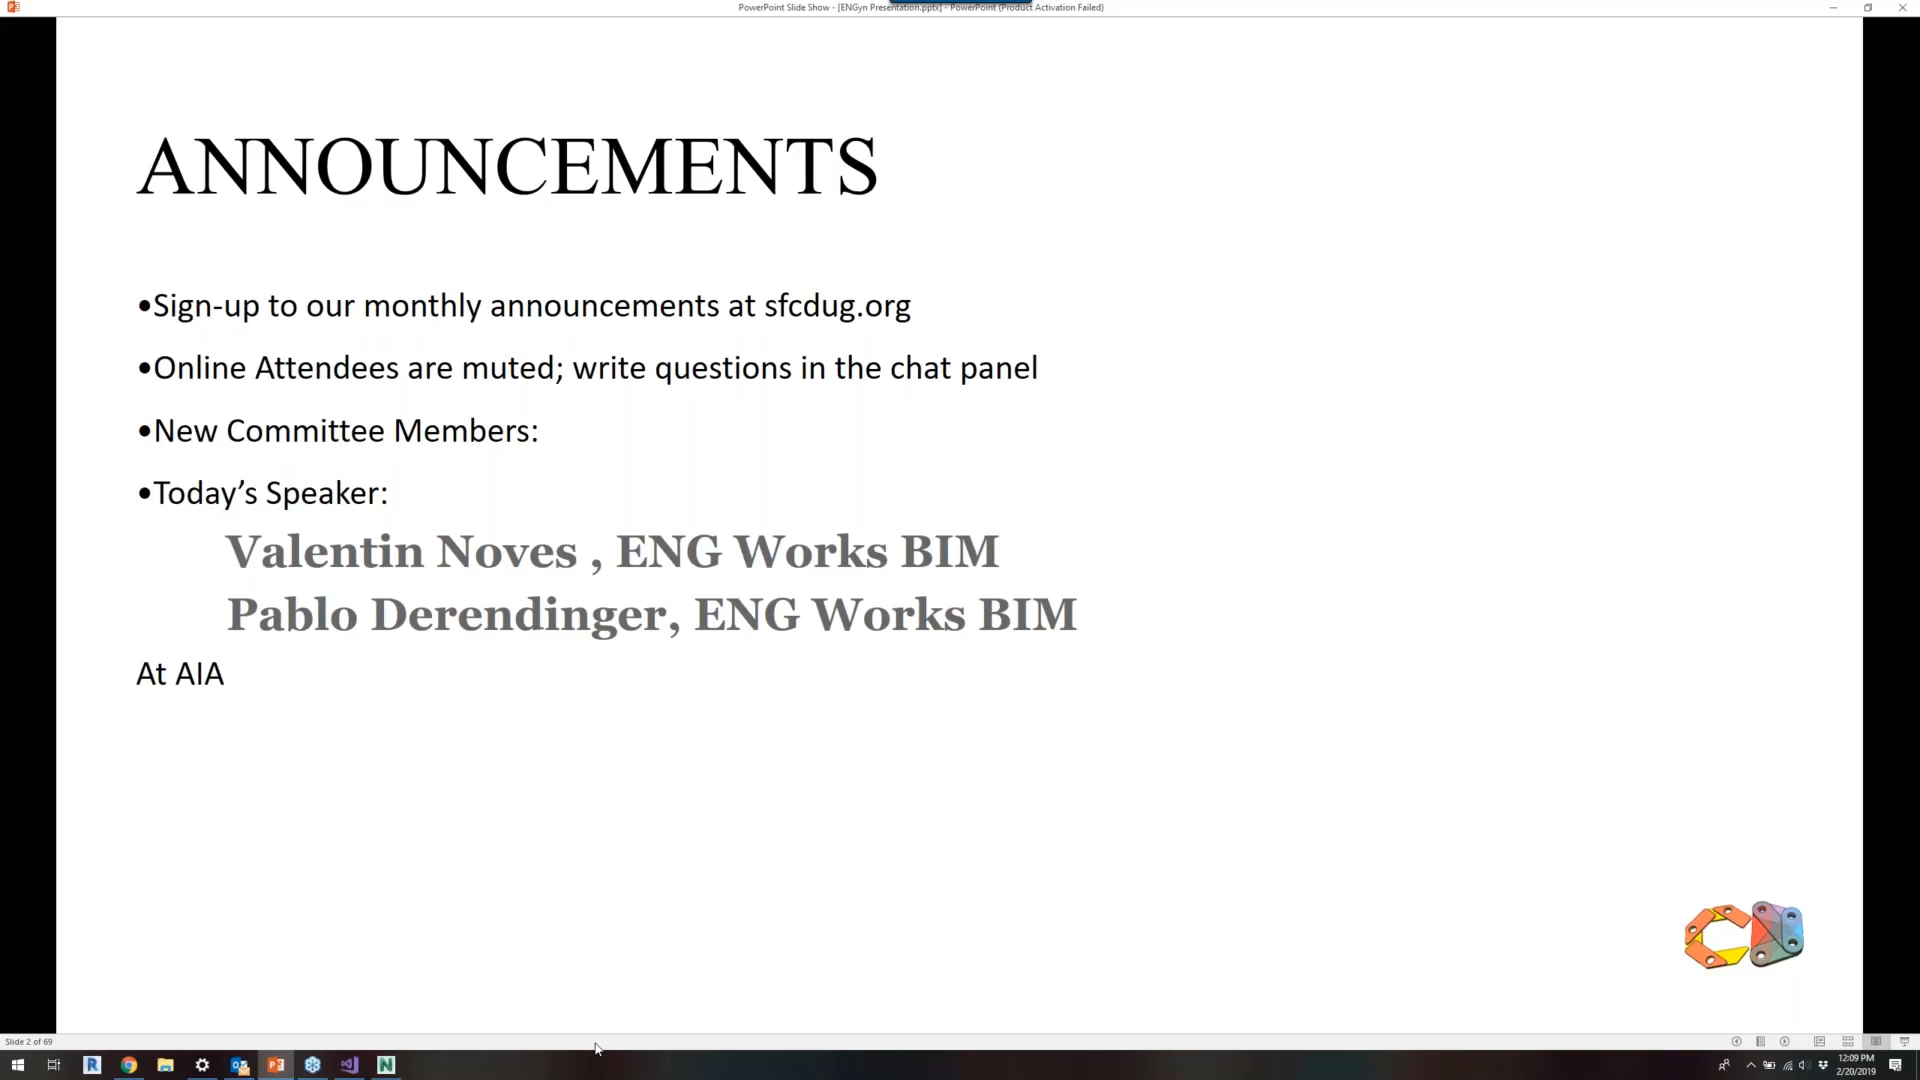 PowerPoint Slide Show - [ENGyn Presentation.pptx] - PowerPoint (Product Activation Failed)
ANNOUNCEMENTS
•Sign-up to our monthly announcements at sfcdug.org
•Online Attendees are muted; write questions in the chat panel
•New Committee Members:
•Today’s Speaker:
Valentin Noves , ENG Works BIM
Pablo Derendinger, ENG Works BIM
At AIA
Slide 2 of 69
12:09 PM
2/20/2019